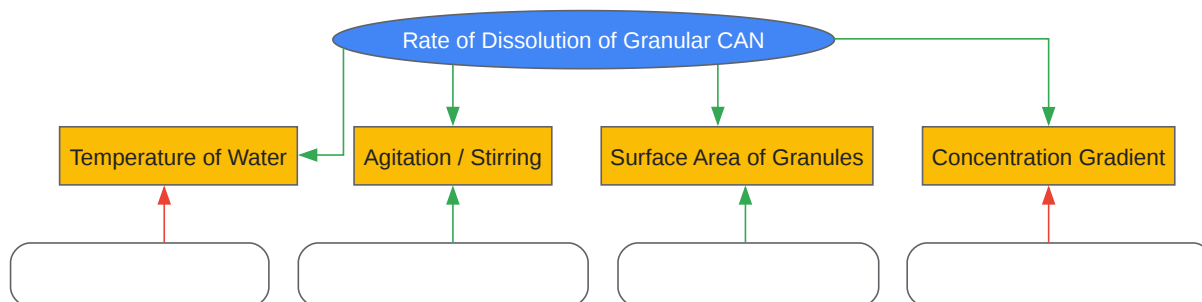 Rate of Dissolution of Granular CAN
Temperature of Water
Agitation / Stirring
Surface Area of Granules
Concentration Gradient